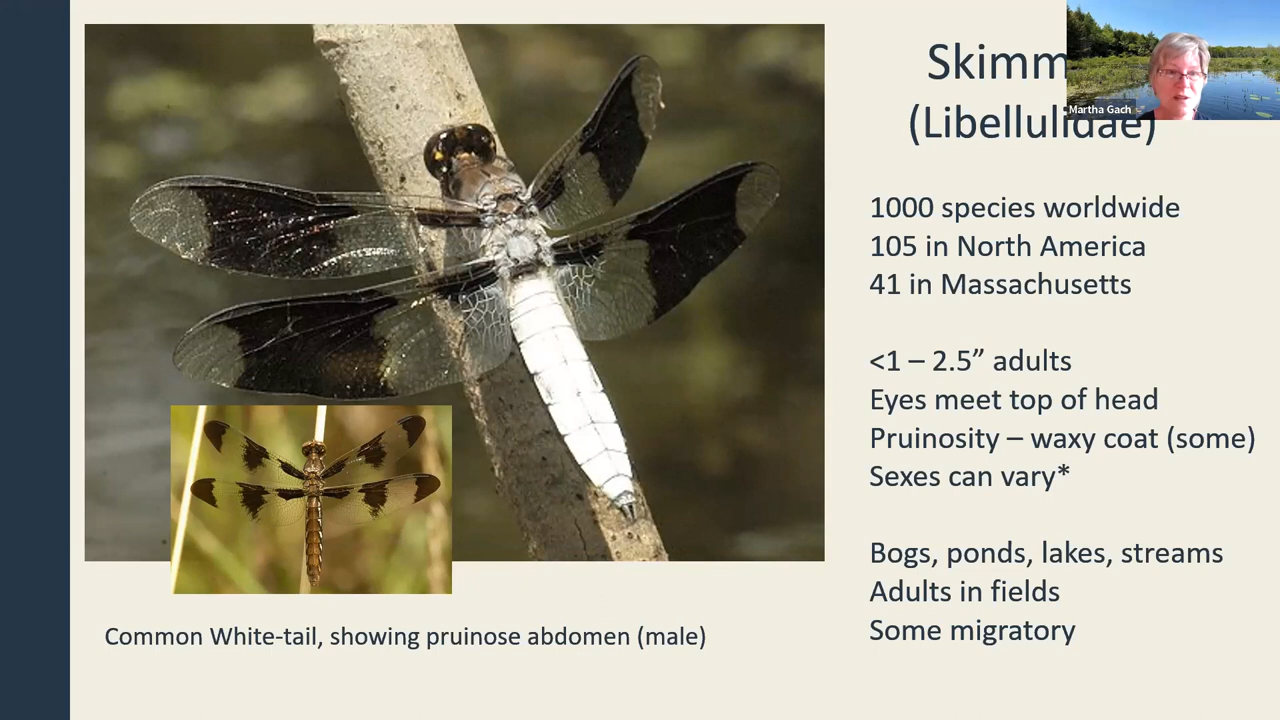 Skimm
(Libellulidae)
Martha Gach
1000 species worldwide
105 in North America
41 in Massachusetts
<1 – 2.5” adults
Eyes meet top of head
Pruinosity – waxy coat (some)
Sexes can vary*
Bogs, ponds, lakes, streams
Adults in fields
Some migratory
Common White-tail, showing pruinose abdomen (male)